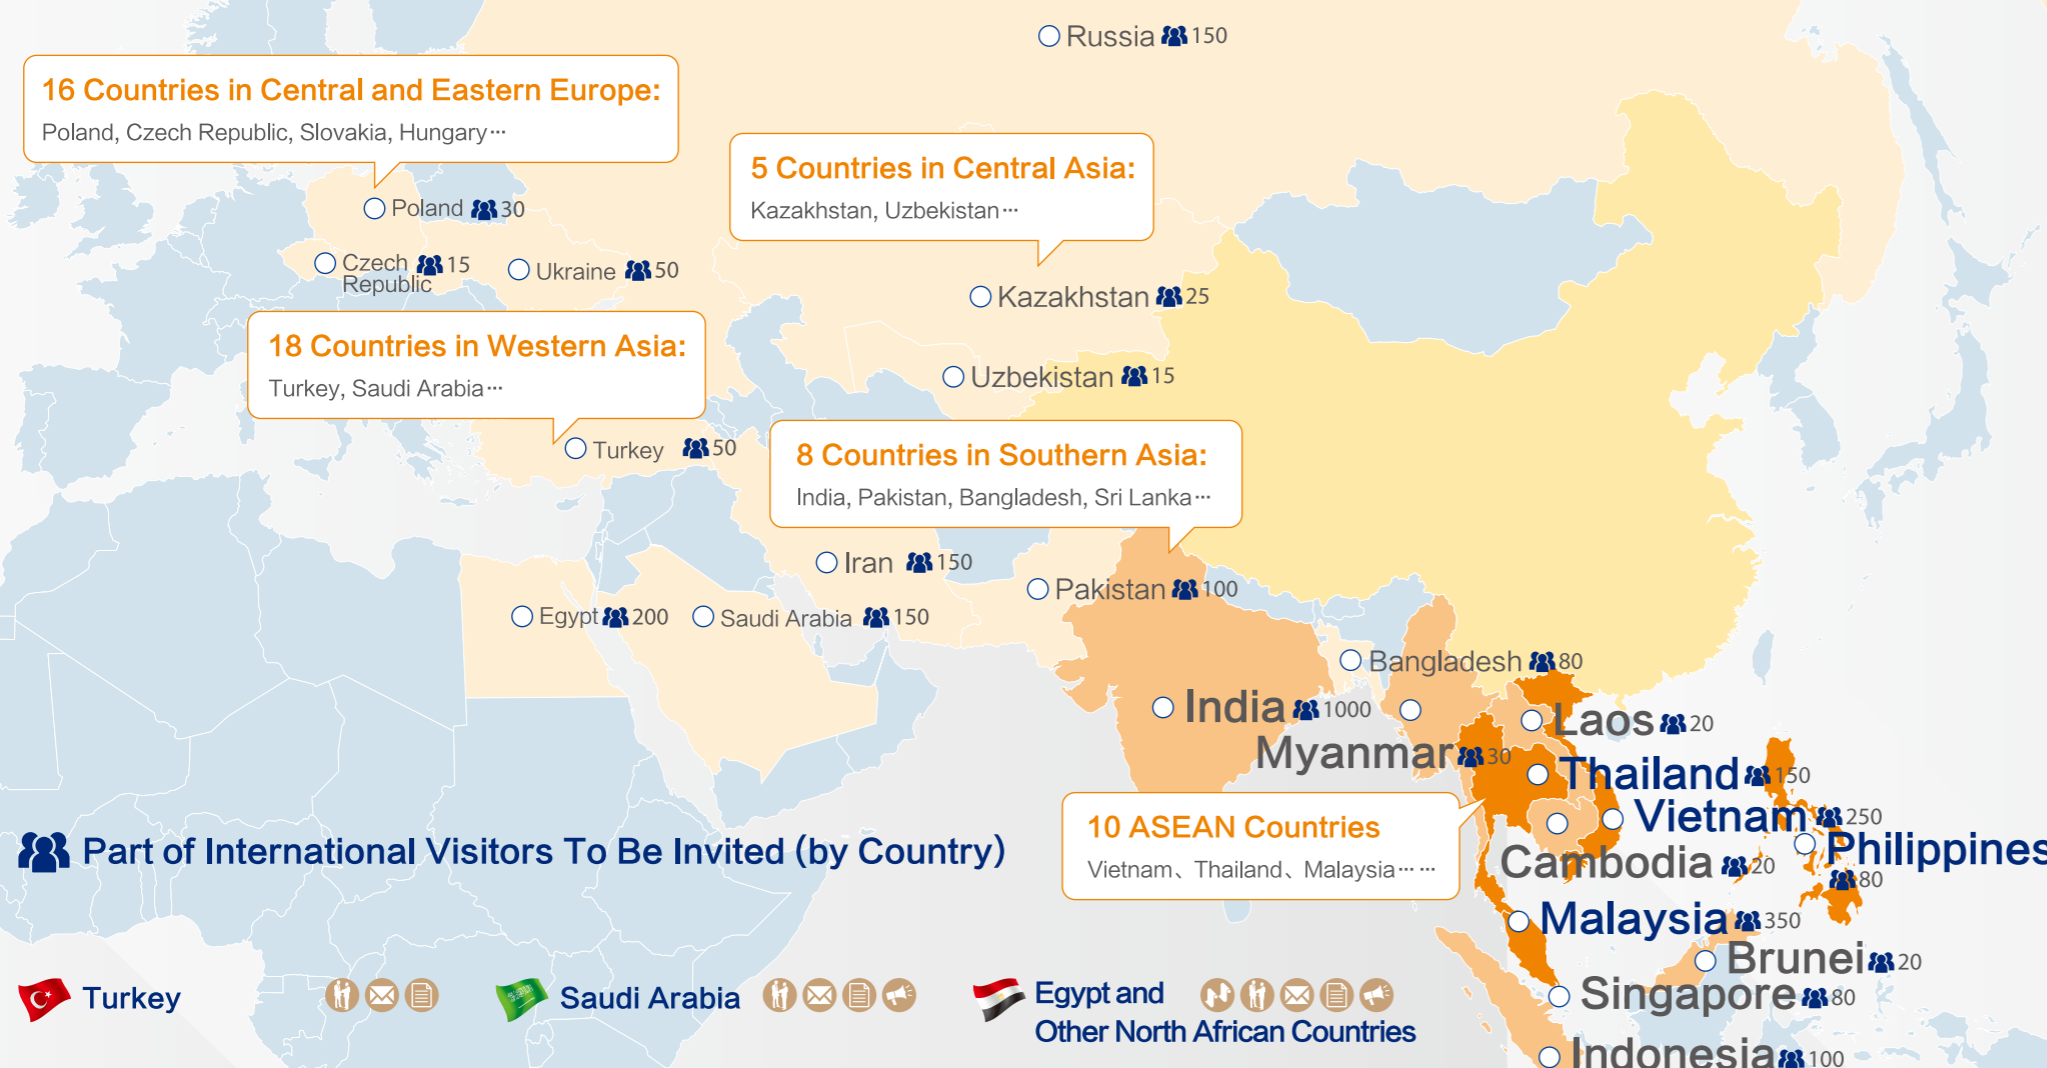 Russia 150
16 Countries in Central and Eastern Europe:
Poland, Czech Republic, Slovakia, Hungary···
5 Countries in Central Asia:
Kazakhstan, Uzbekistan···
Poland 30
Czech 15
Republic
Ukraine 50
Kazakhstan 25
18 Countries in Western Asia:
Turkey, Saudi Arabia···
Uzbekistan 15
Turkey 50
8 Countries in Southern Asia:
India, Pakistan, Bangladesh, Sri Lanka···
Iran 150
Pakistan 100
Egypt 200
Saudi Arabia 150
Bangladesh 80
India 1000
Laos 20
Myanmar 30
Thailand 150
Vietnam 250
10 ASEAN Countries
Vietnam、Thailand、Malaysia··· ···
Philippines
80
Cambodia 20
Part of International Visitors To Be Invited (by Country)
Malaysia 350
Brunei 20
Singapore 80
Turkey
Saudi Arabia
Egypt and
Other North African Countries
Indonesia 100